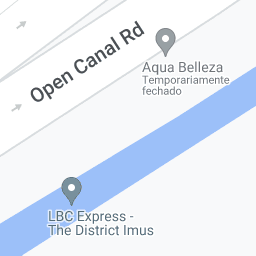 Open Canal Rd
Aqua Belleza
Temporariamente
fechado
LBC Express -
The District Imus